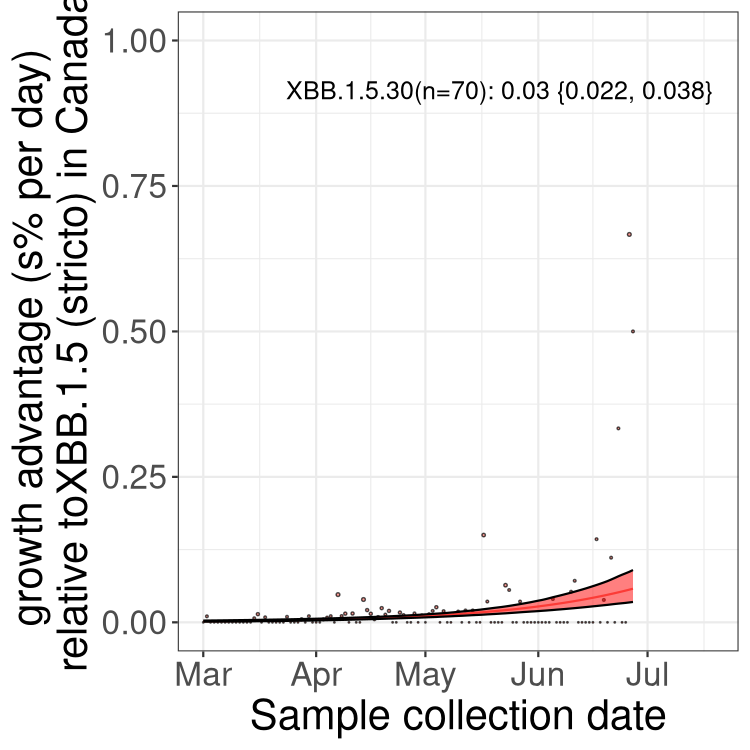 growth advantage (s% per day)
relative toXBB.1.5 (stricto) in Canada
1.00
0.75
0.50
0.25
0.00
XBB.1.5.30(n=70): 0.03 {0.022, 0.038}
Mar Apr May Jun Jul
Sample collection date